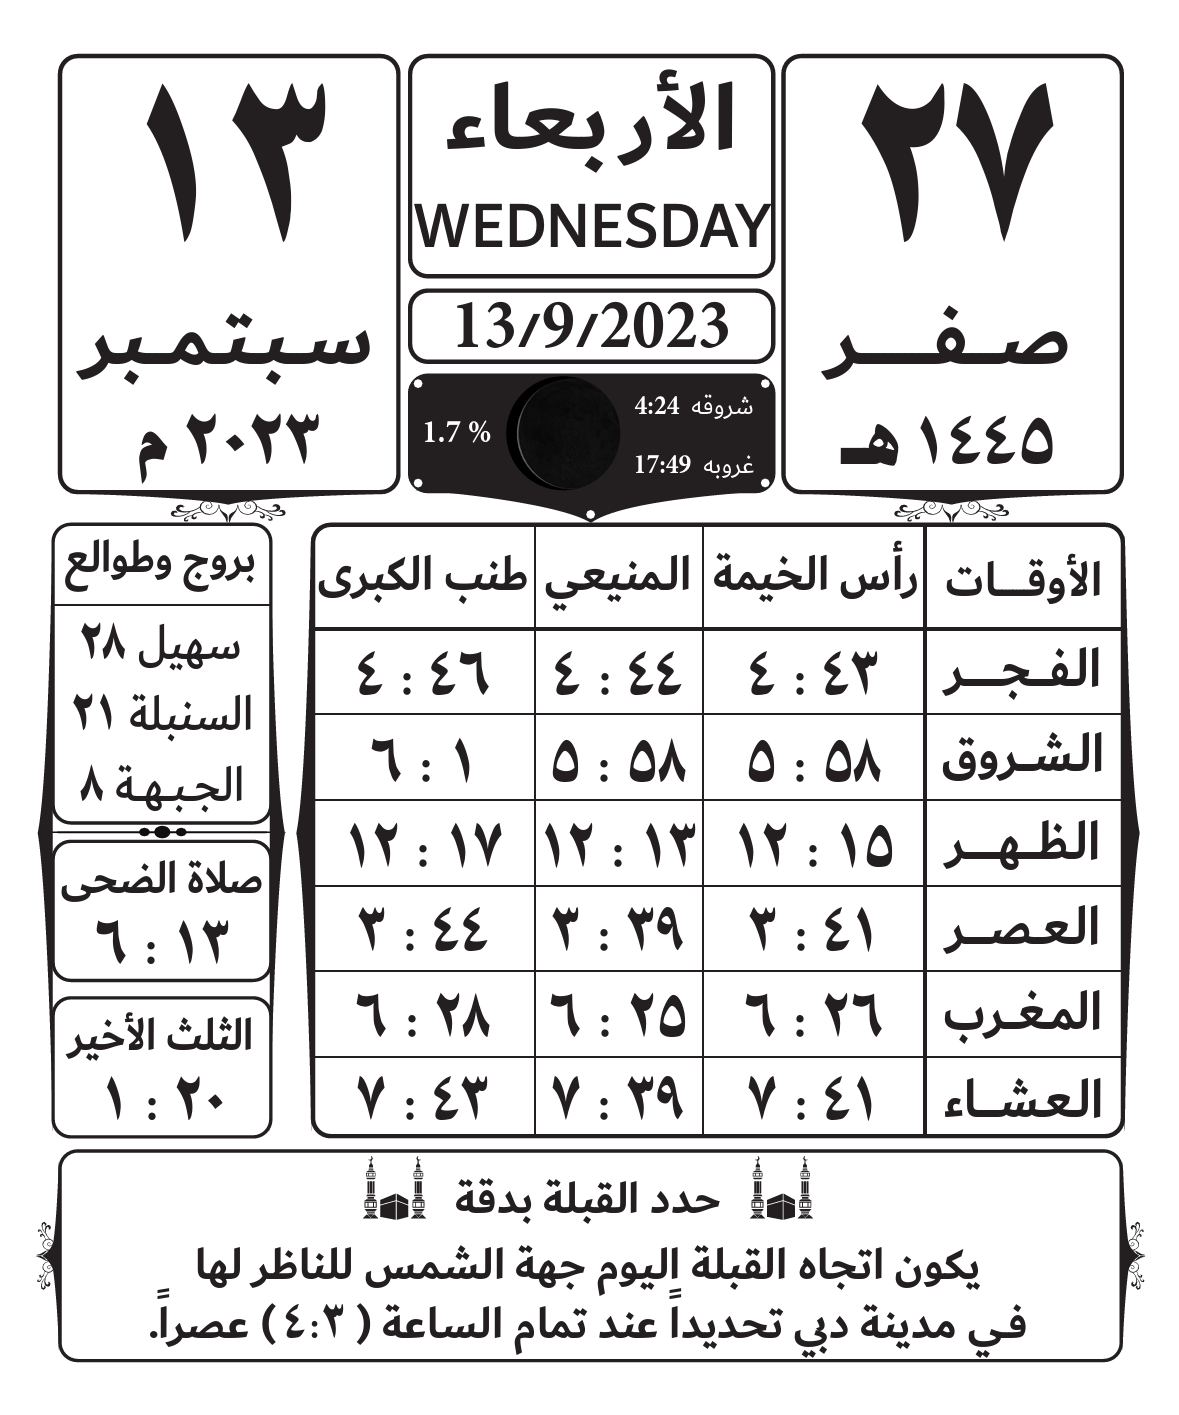 ٢٧
صفر
١٤٤٥ هـ
الأربعاء
WEDNESDAY
13/9/2023
شروقه 4:24
غروبه 17:49
1.7 %
١٣
سبتمبر
٢٠٢٣ م
الأوقات رأس الخيمة المنيعي طنب الكبرى
الفجر ٤ : ٤٣ ٤ : ٤٤ ٤ : ٤٦
الشروق ٥ : ٥٨ ٥ : ٥٨ ٦ : ١
الظهر ١٢ : ١٥ ١٢ : ١٣ ١٢ : ١٧
العصر ٣ : ٤١ ٣ : ٣٩ ٣ : ٤٤
المغرب ٦ : ٢٦ ٦ : ٢٥ ٦ : ٢٨
العشاء ٧ : ٤١ ٧ : ٣٩ ٧ : ٤٣
بروج وطوالع
سهيل ٢٨
السنبلة ٢١
الجبهة ٨
صلاة الضحى
٦ : ١٣
الثلث الأخير
١ : ٢٠
حدد القبلة بدقة
يكون اتجاه القبلة اليوم جهة الشمس للناظر لها
في مدينة دبي تحديداً عند تمام الساعة ( ٤:٣ ) عصراً.